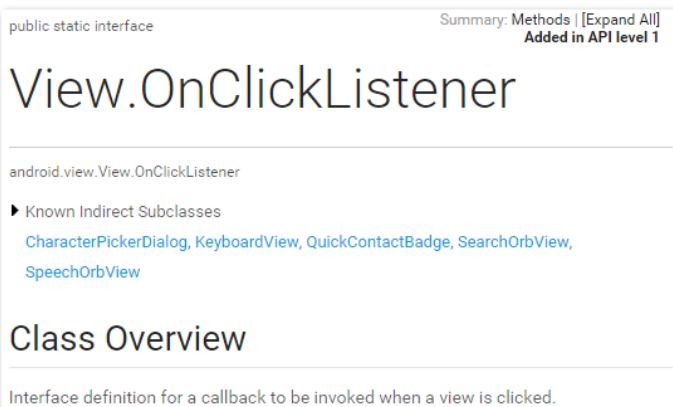 public static interface
Summary: Methods | [Expand All]
Added in API level 1
View.OnClickListener
android.view.View.OnClickListener
Known Indirect Subclasses
CharacterPickerDialog, KeyboardView, QuickContactBadge, SearchOrbView,
SpeechOrbView
Class Overview
Interface definition for a callback to be invoked when a view is clicked.